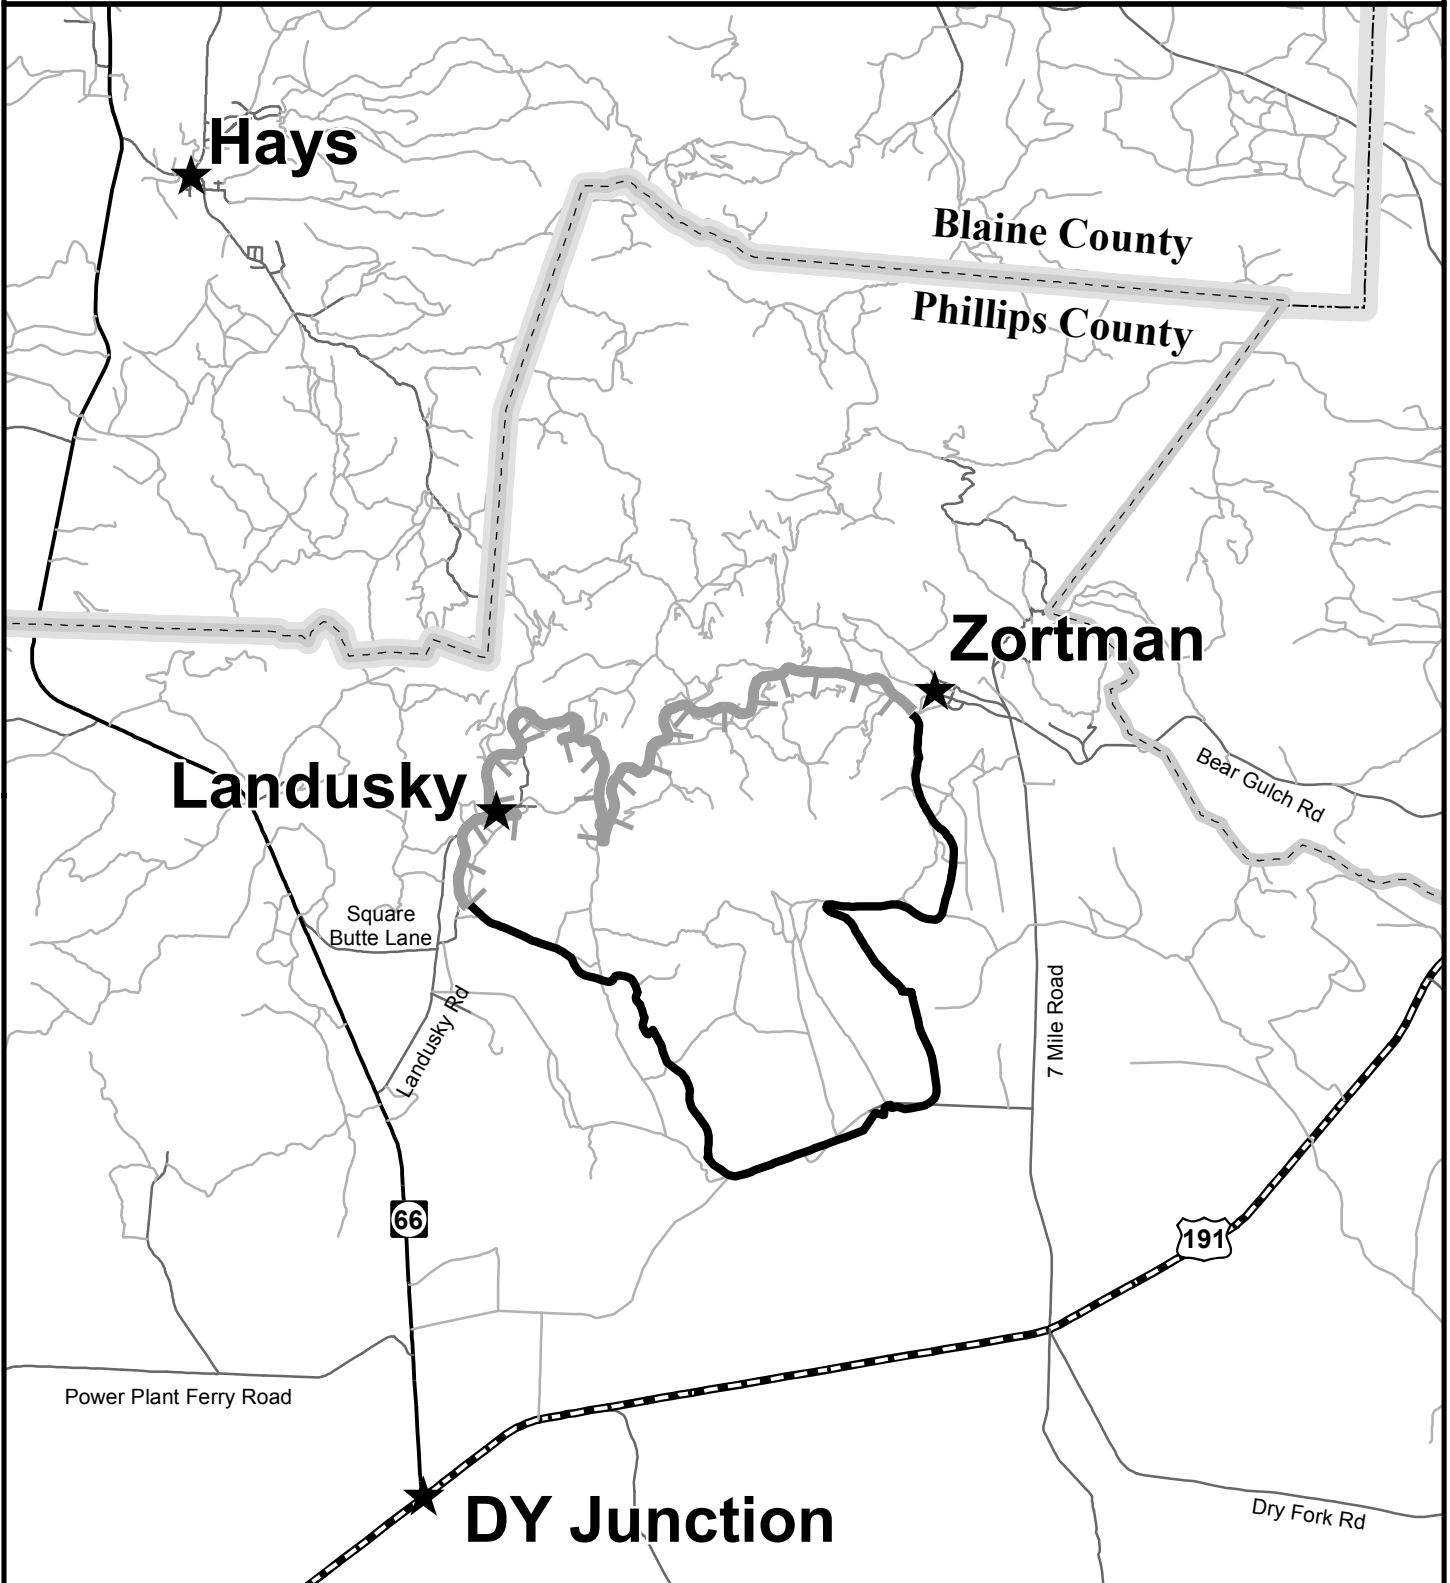 Hays
Blaine County
Phillips County
Zortman
Landusky
Bear Gulch Rd
Square
Butte Lane
Landusky Rd
7 Mile Road
66
191
Power Plant Ferry Road
DY Junction
Dry Fork Rd